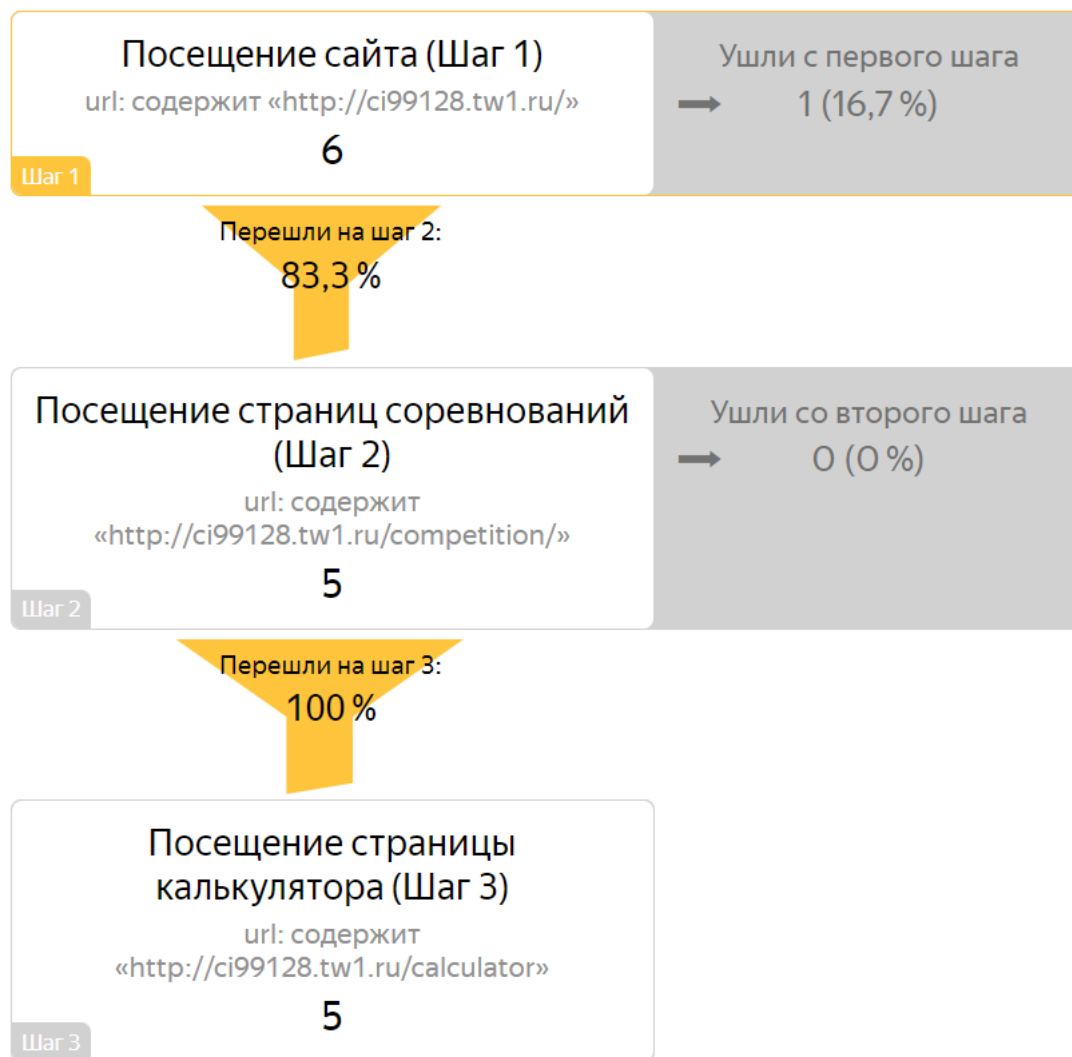 Посещение сайта (Шаг 1)
url: содержит «http://ci99128.tw1.ru/»
6
Шаг 1
Ушли с первого шага
1 (16,7 %)
Перешли на шаг 2:
83,3 %
Посещение страниц соревнований
(Шаг 2)
url: содержит
«http://ci99128.tw1.ru/competition/»
5
Шаг 2
Ушли со второго шага
0 (0 %)
Перешли на шаг 3:
100 %
Посещение страницы
калькулятора (Шаг 3)
url: содержит
«http://ci99128.tw1.ru/calculator»
5
Шаг 3